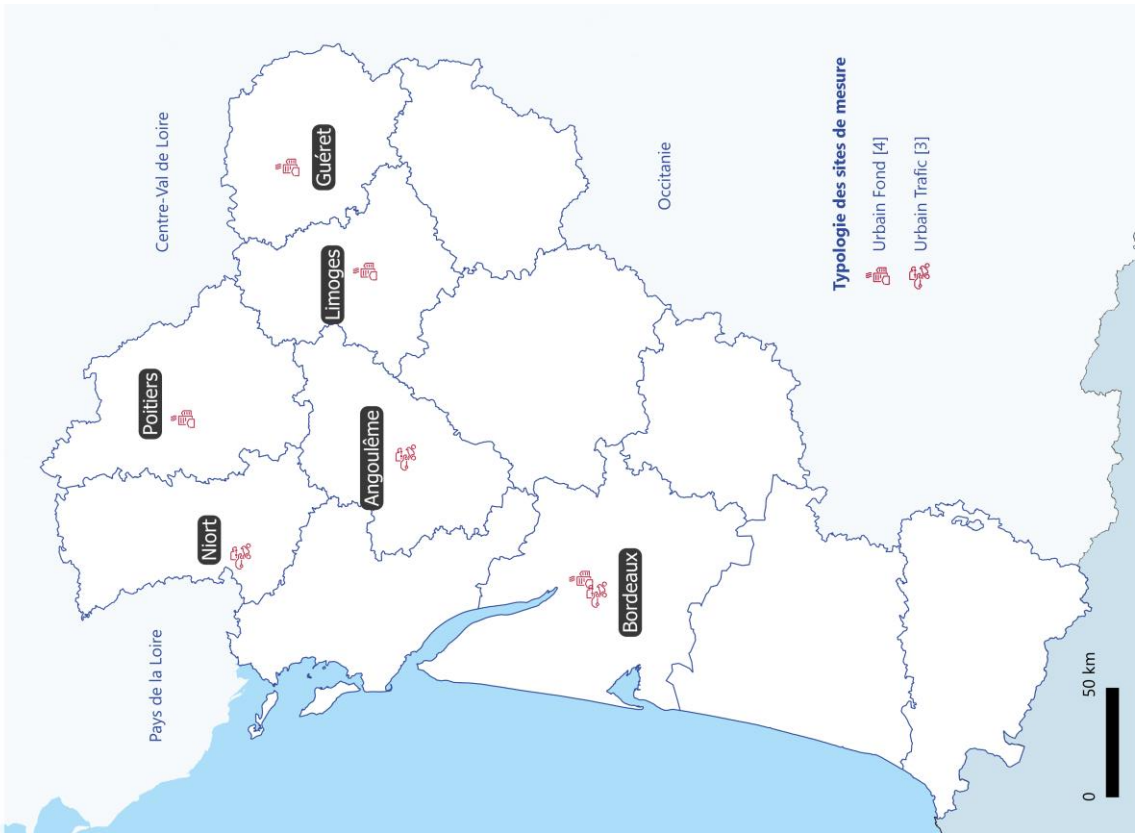 Centre-Val de Loire
Pays de la Loire
Occitanie
Poitiers
Niort
Guéret
Limoges
Angoulême
Bordeaux
Typologie des sites de mesure
Urbain Fond [4]
Urbain Trafic [3]
0 50 km